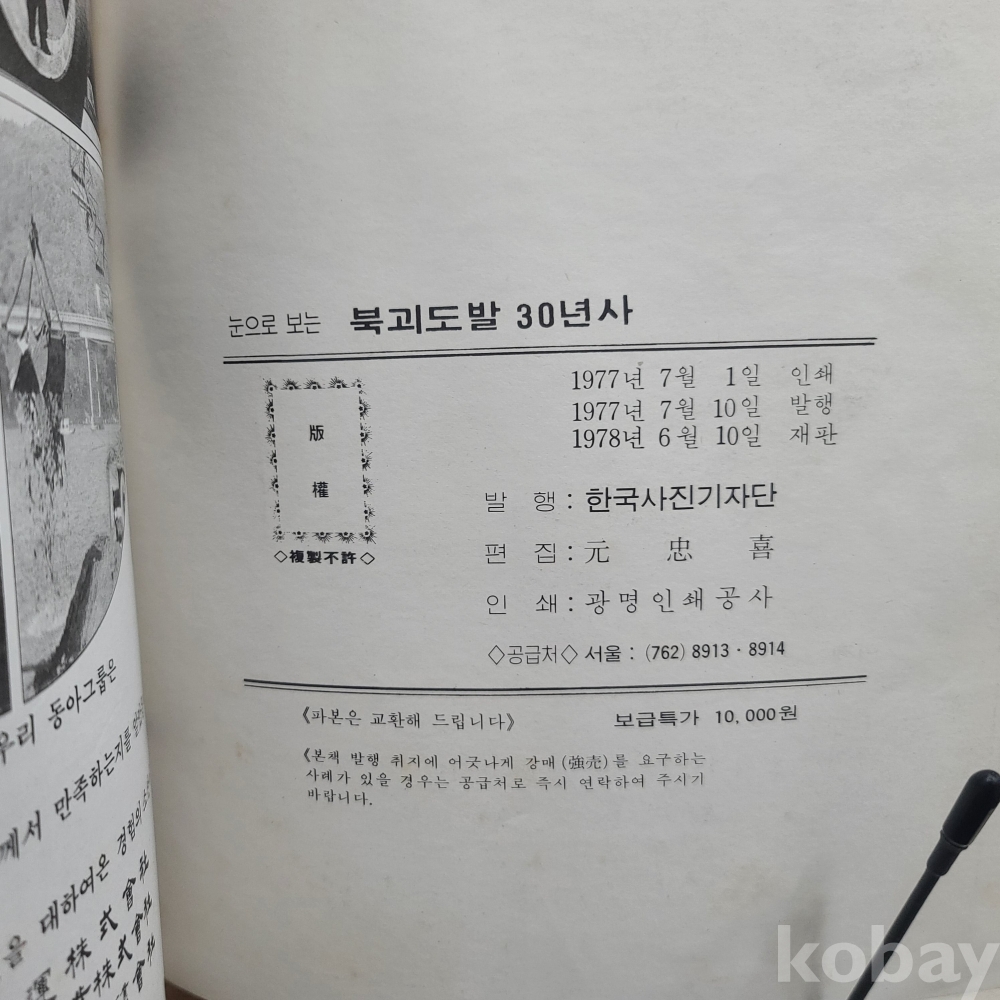 눈으로 보는 북괴도발 30년사
1977년 7월 1일 인쇄
1977년 7월 10일 발행
1978년 6월 10일 재판
版
權
◇複製不許◇
발 행 : 한국사진기자단
편 집 : 元 忠 喜
인 쇄 : 광명인쇄공사
◇공급처◇ 서울 : (762) 8913 · 8914
《파본은 교환해 드립니다》 보급특가 10,000원
《본책 발행 취지에 어긋나게 강매 (強売) 를 요구하는
사례가 있을 경우는 공급처로 즉시 연락하여 주시기
바랍니다.
우리 동아그룹은
께서 만족하는지를
을 대하여온 경험의
株式會社
株式會社
會社
kobay